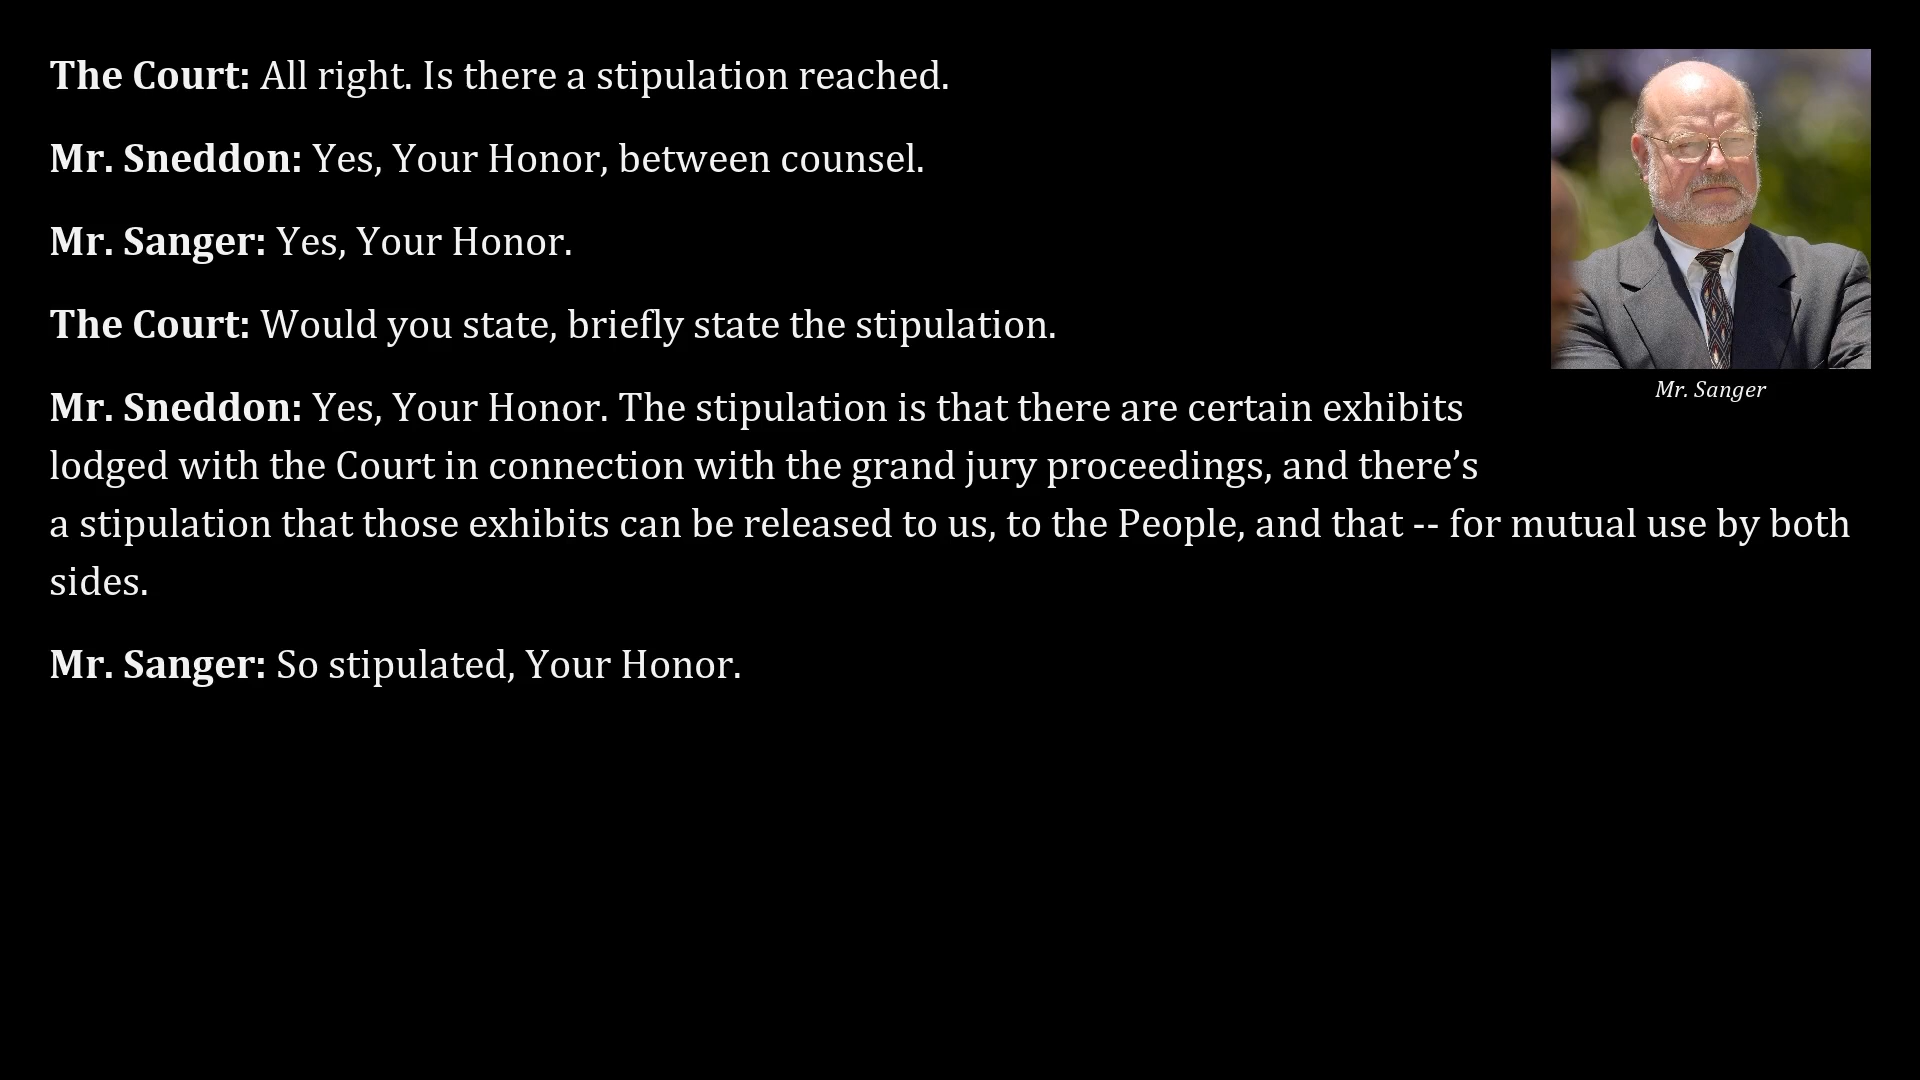 The Court: All right. Is there a stipulation reached.
Mr. Sneddon: Yes, Your Honor, between counsel.
Mr. Sanger: Yes, Your Honor.
The Court: Would you state, briefly state the stipulation.
Mr. Sneddon: Yes, Your Honor. The stipulation is that there are certain exhibits
lodged with the Court in connection with the grand jury proceedings, and there’s
a stipulation that those exhibits can be released to us, to the People, and that -- for mutual use by both
sides.
Mr. Sanger: So stipulated, Your Honor.
Mr. Sanger